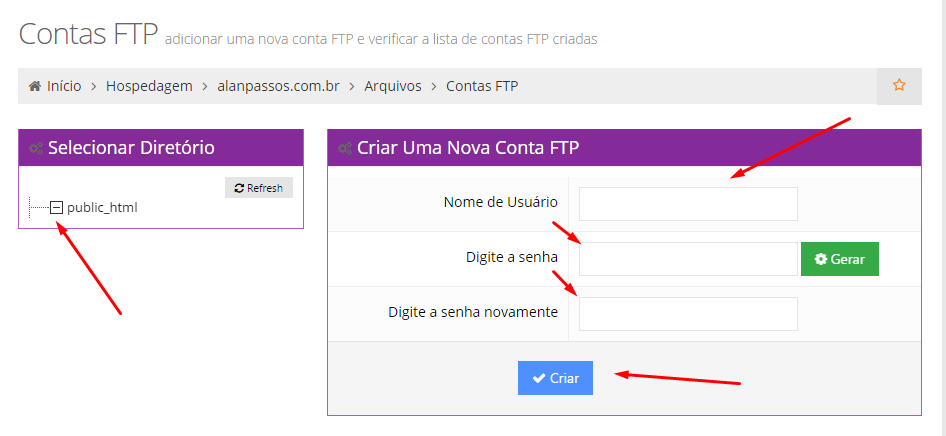 Contas FTP adicionar uma nova conta FTP e verificar a lista de contas FTP criadas
Início > Hospedagem > alanpassos.com.br > Arquivos > Contas FTP
Selecionar Diretório
Refresh
public_html
Criar Uma Nova Conta FTP
Nome de Usuário
Digite a senha
Gerar
Digite a senha novamente
Criar